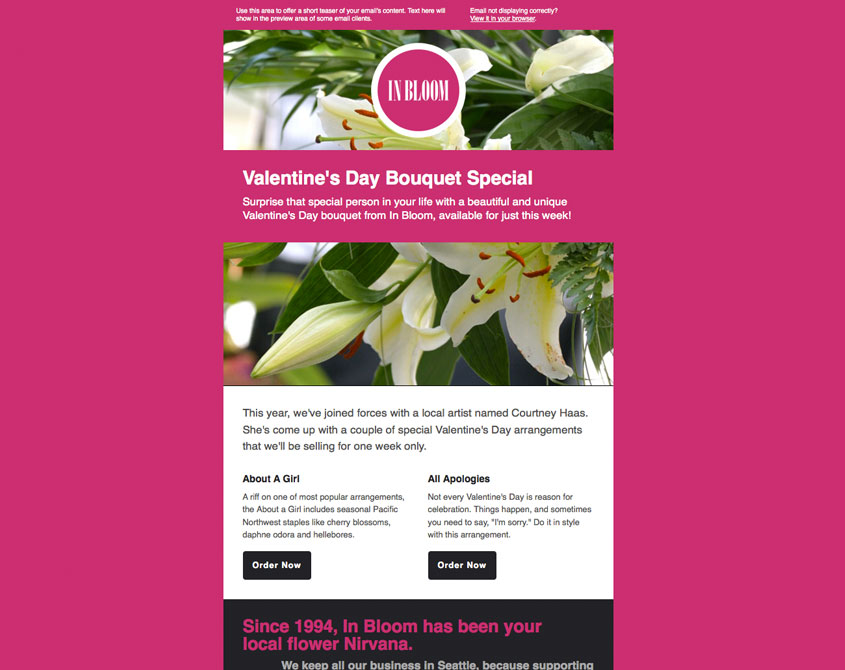 Use this area to offer a short teaser of your email's content. Text here will
show in the preview area of some email clients.
Email not displaying correctly?
View it in your browser.
IN BLOOM
Valentine's Day Bouquet Special
Surprise that special person in your life with a beautiful and unique
Valentine's Day bouquet from In Bloom, available for just this week!
This year, we've joined forces with a local artist named Courtney Haas.
She's come up with a couple of special Valentine's Day arrangements
that we'll be selling for one week only.
About A Girl
A riff on one of most popular arrangements,
the About a Girl includes seasonal Pacific
Northwest staples like cherry blossoms,
daphne odora and hellebores.
Order Now
All Apologies
Not every Valentine's Day is reason for
celebration. Things happen, and sometimes
you need to say, "I'm sorry." Do it in style
with this arrangement.
Order Now
Since 1994, In Bloom has been your
local flower Nirvana.
We keep all our business in Seattle, because supporting